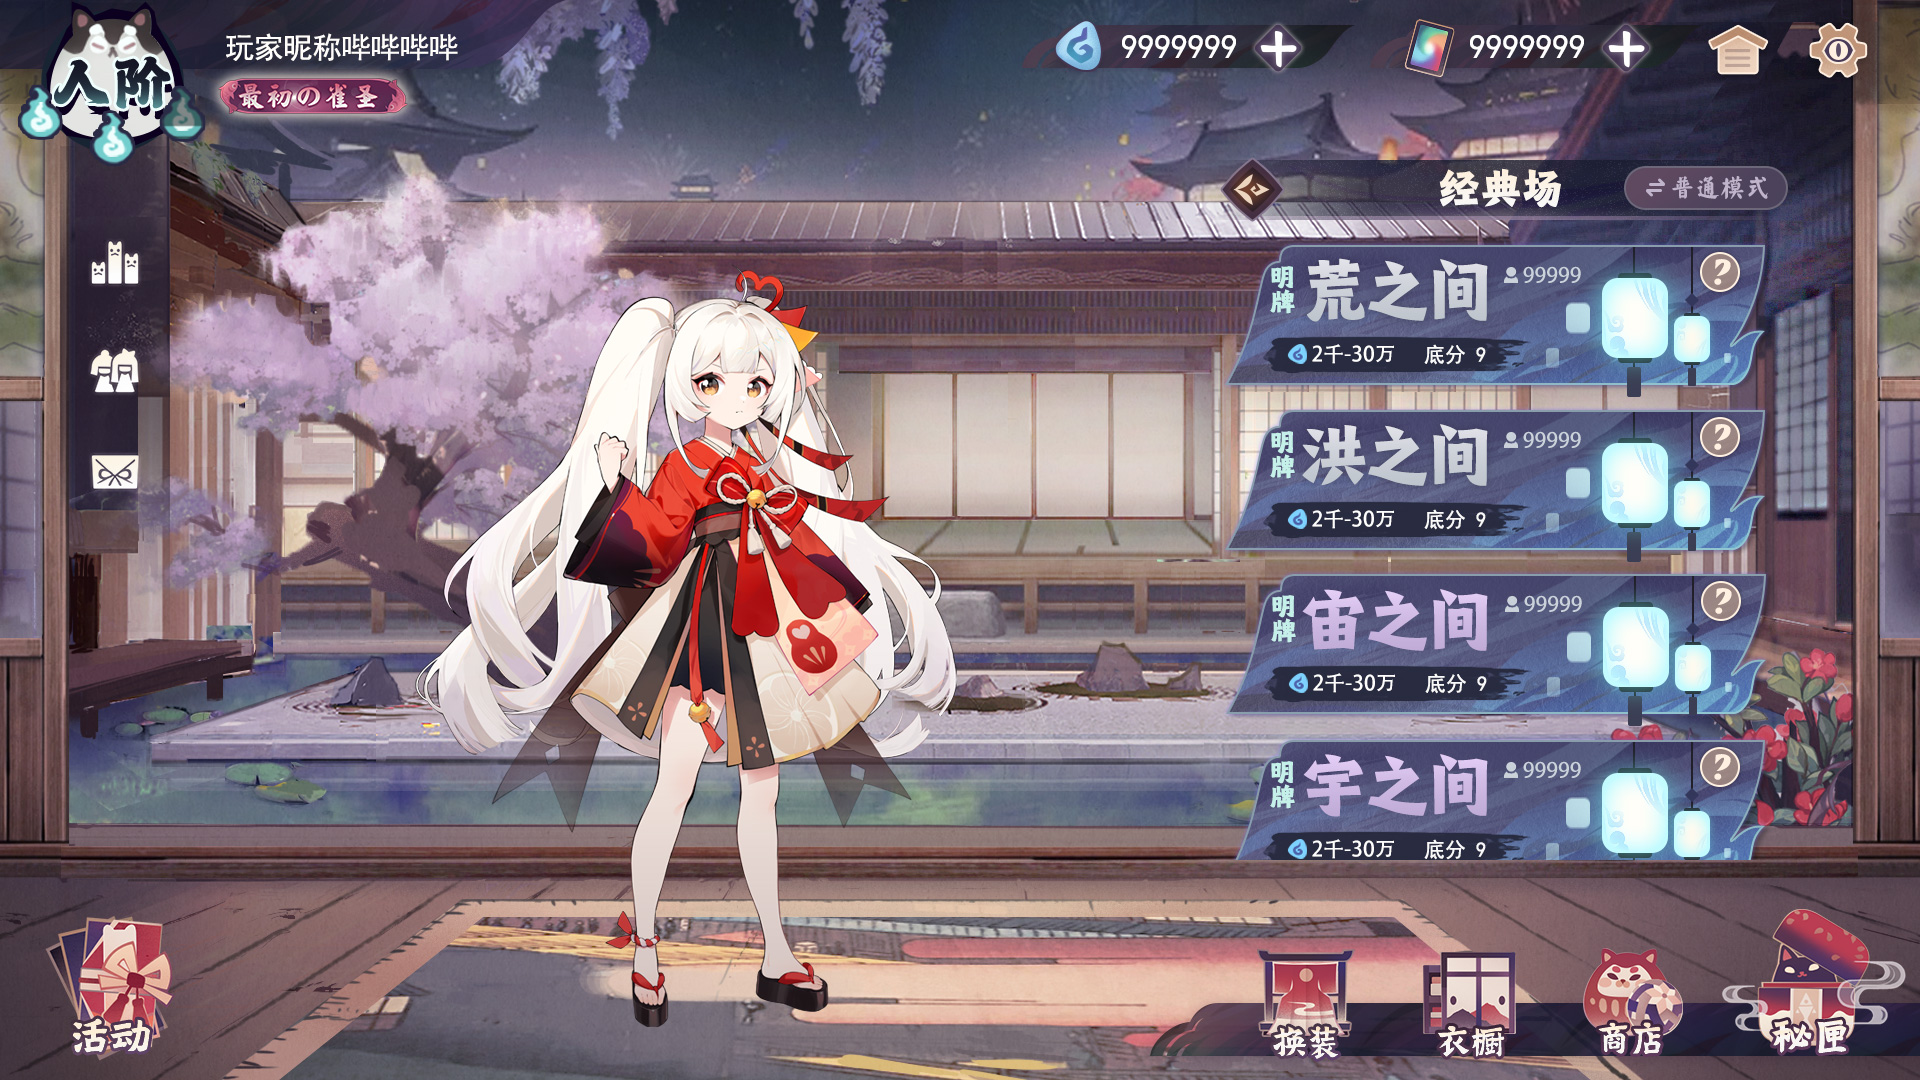 人阶
玩家昵称哔哔哔哔
最初の雀圣
9999999
9999999
经典场
普通模式
明牌
荒之间
99999
2千-30万
底分 9
明牌
洪之间
99999
2千-30万
底分 9
明牌
宙之间
99999
2千-30万
底分 9
明牌
宇之间
99999
2千-30万
底分 9
活动
换装
衣橱
商店
秘匣